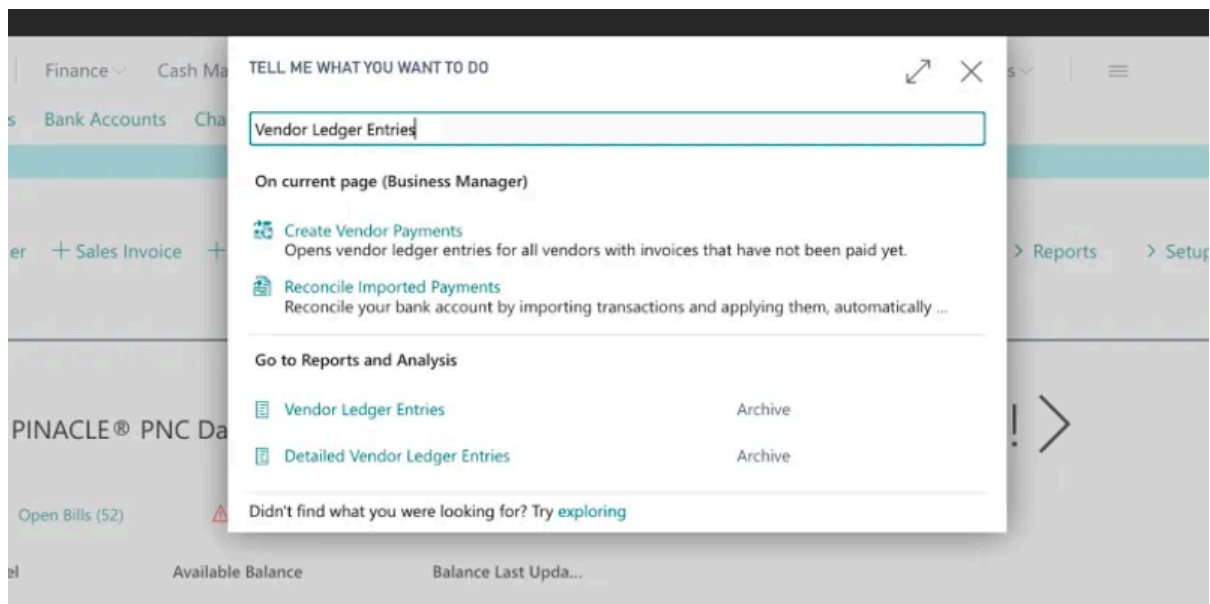 Finance
Cash Ma
TELL ME WHAT YOU WANT TO DO
s
Bank Accounts
Cha
Vendor Ledger Entries
On current page (Business Manager)
Create Vendor Payments
Opens vendor ledger entries for all vendors with invoices that have not been paid yet.
er
+ Sales Invoice
+
> Reports
> Setup
Reconcile Imported Payments
Reconcile your bank account by importing transactions and applying them, automatically ...
Go to Reports and Analysis
Vendor Ledger Entries
Archive
PINACLE® PNC Da
! >
Detailed Vendor Ledger Entries
Archive
Open Bills (52)
Didn't find what you were looking for? Try exploring
el
Available Balance
Balance Last Upda...